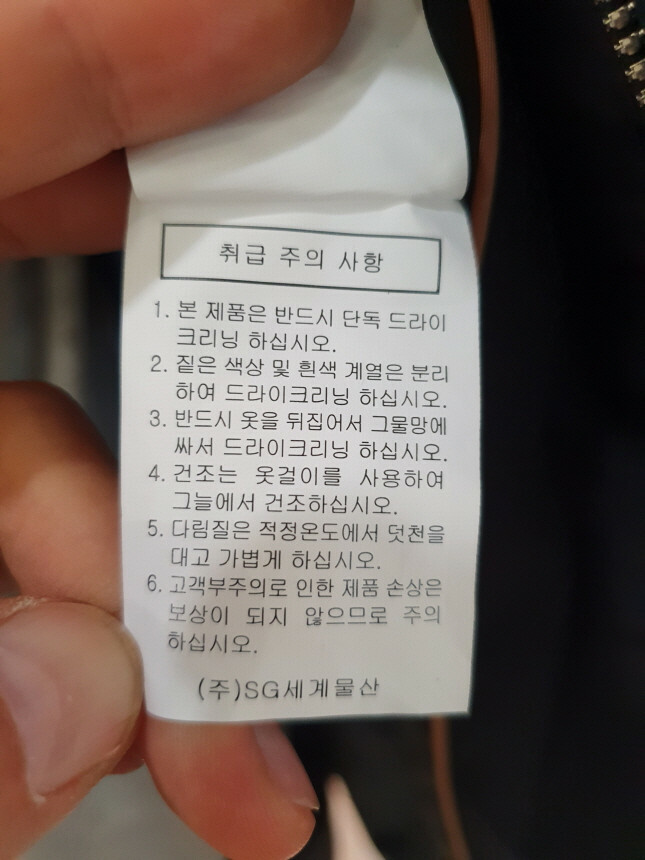 취급 주의 사항
1. 본 제품은 반드시 단독 드라이
크리닝 하십시오.
2. 짙은 색상 및 흰색 계열은 분리
하여 드라이크리닝 하십시오.
3. 반드시 옷을 뒤집어서 그물망에
싸서 드라이크리닝 하십시오.
4. 건조는 옷걸이를 사용하여
그늘에서 건조하십시오.
5. 다림질은 적정온도에서 덧천을
대고 가볍게 하십시오.
6. 고객부주의로 인한 제품 손상은
보상이 되지 않으므로 주의
하십시오.
(주)SG세계물산